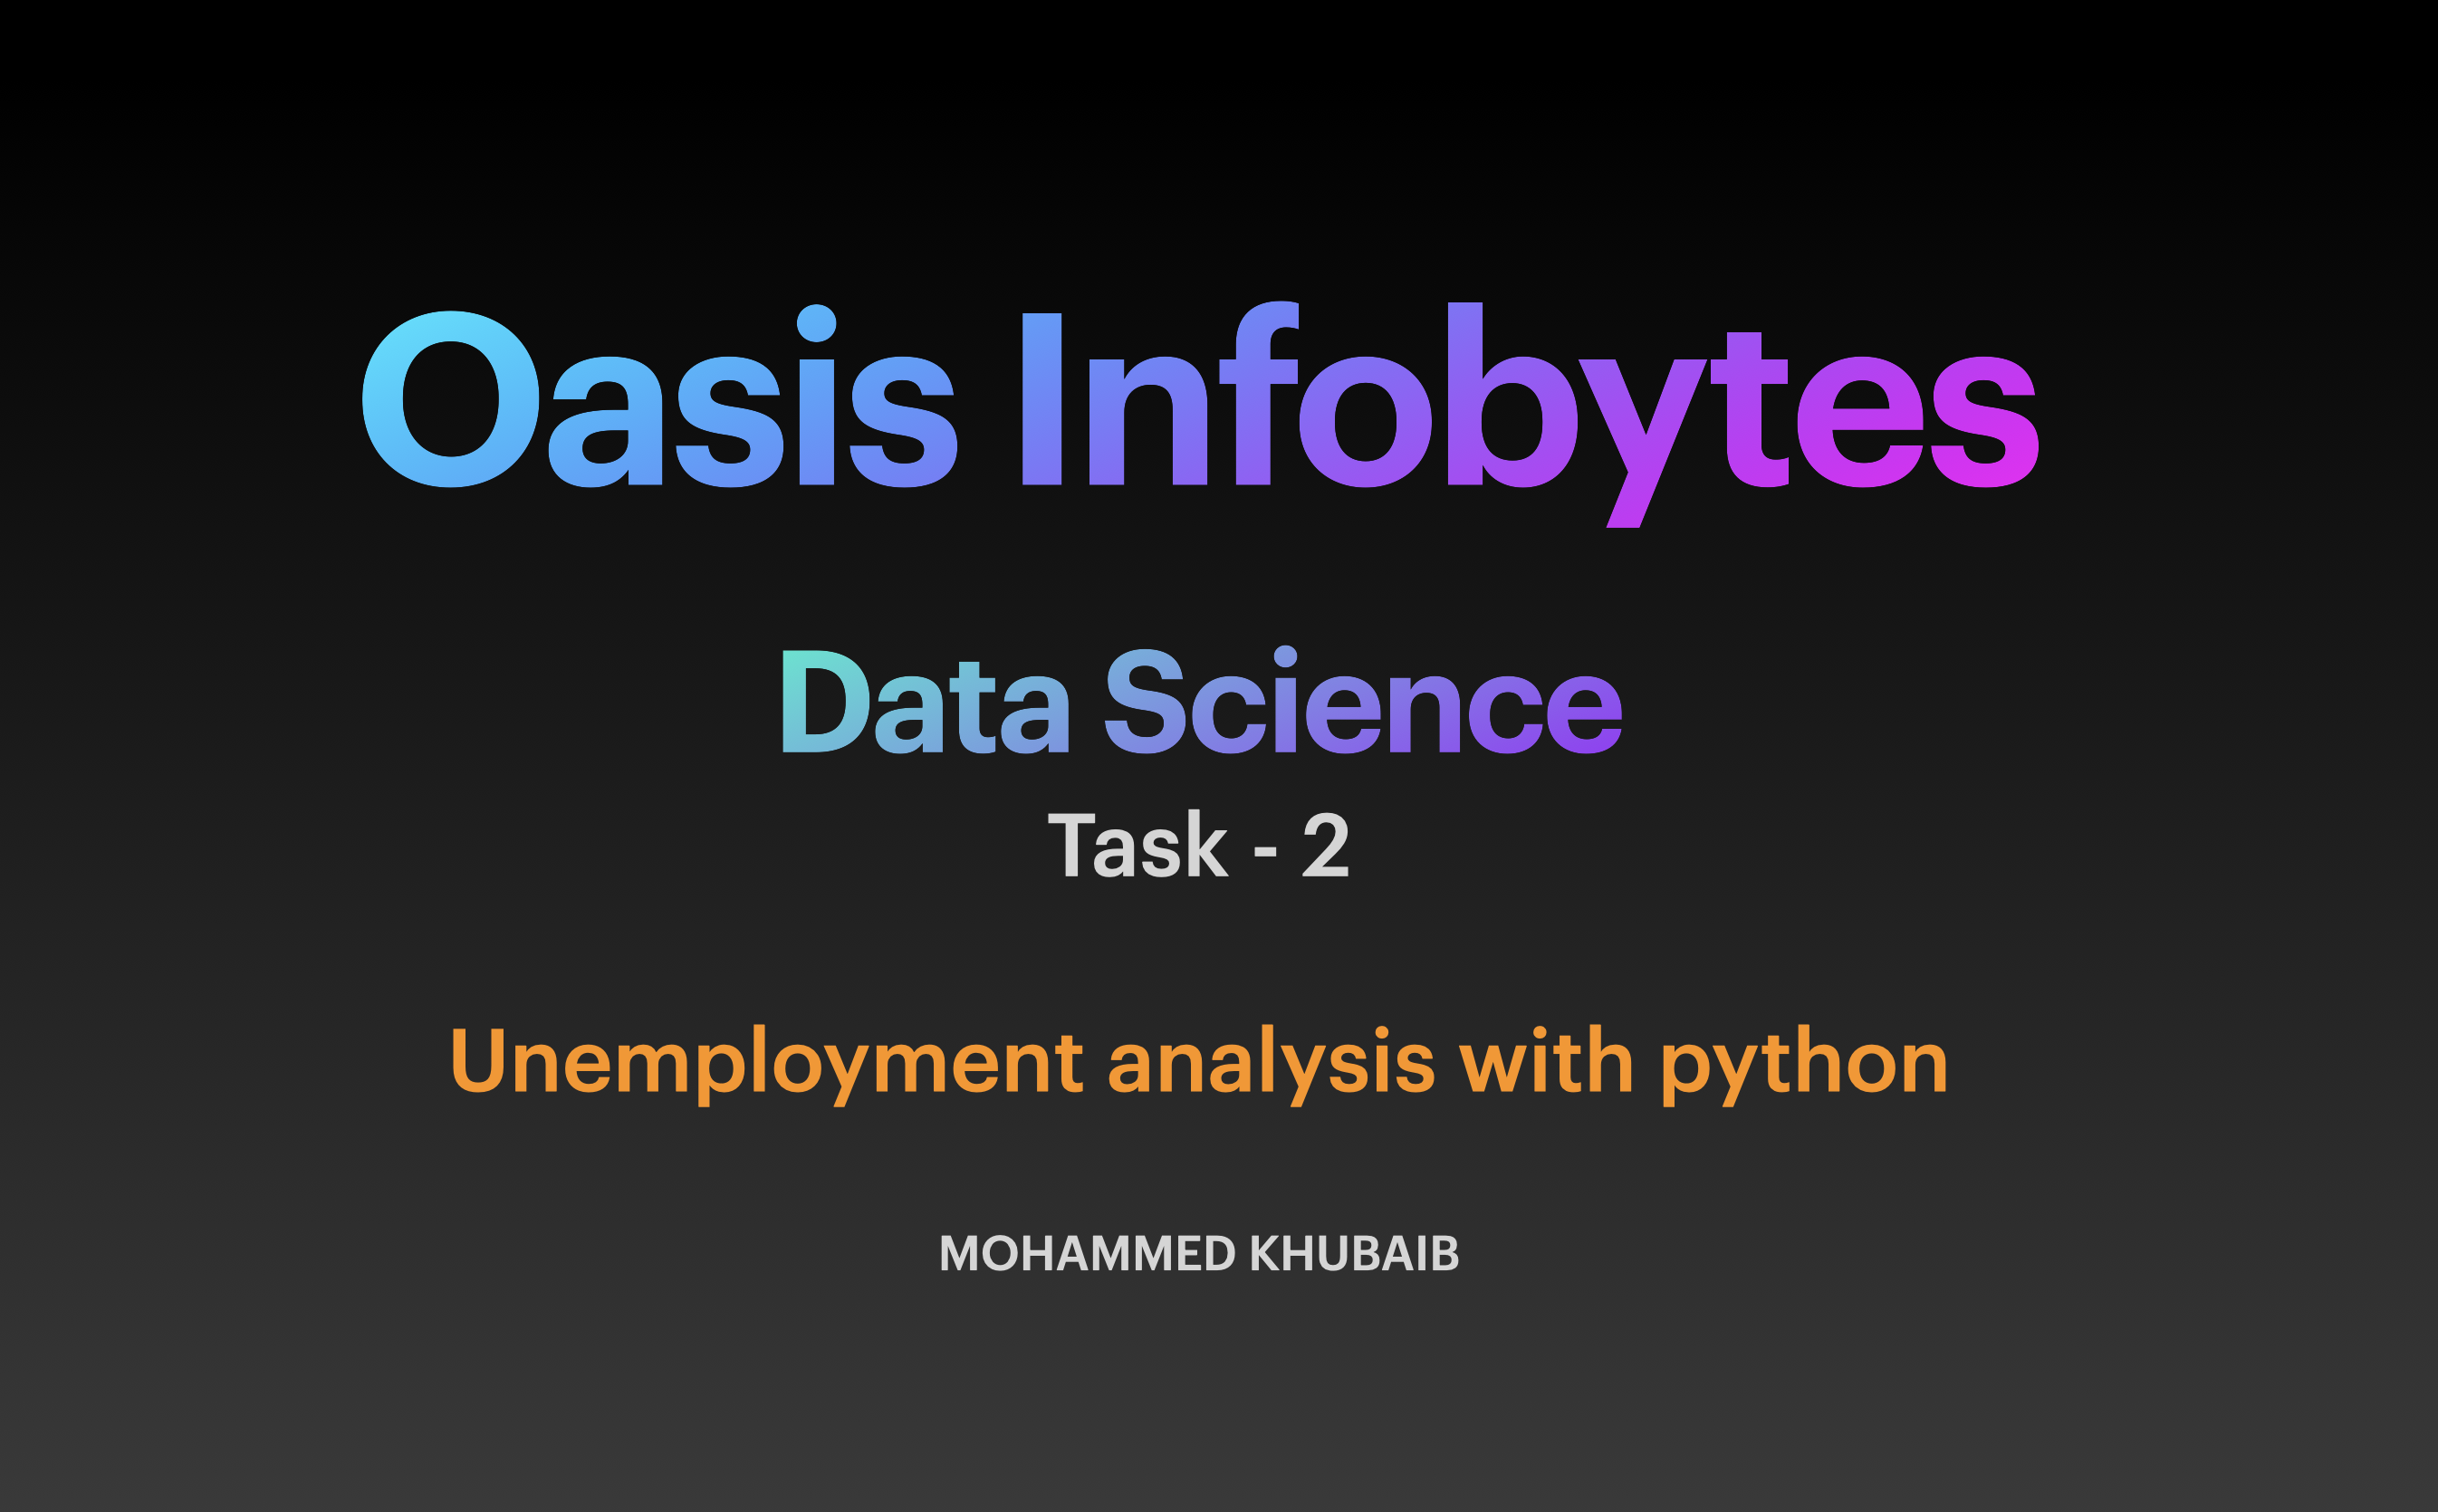 Oasis Infobytes
Data Science
Task - 2
Unemployment analysis with python
MOHAMMED KHUBAIB